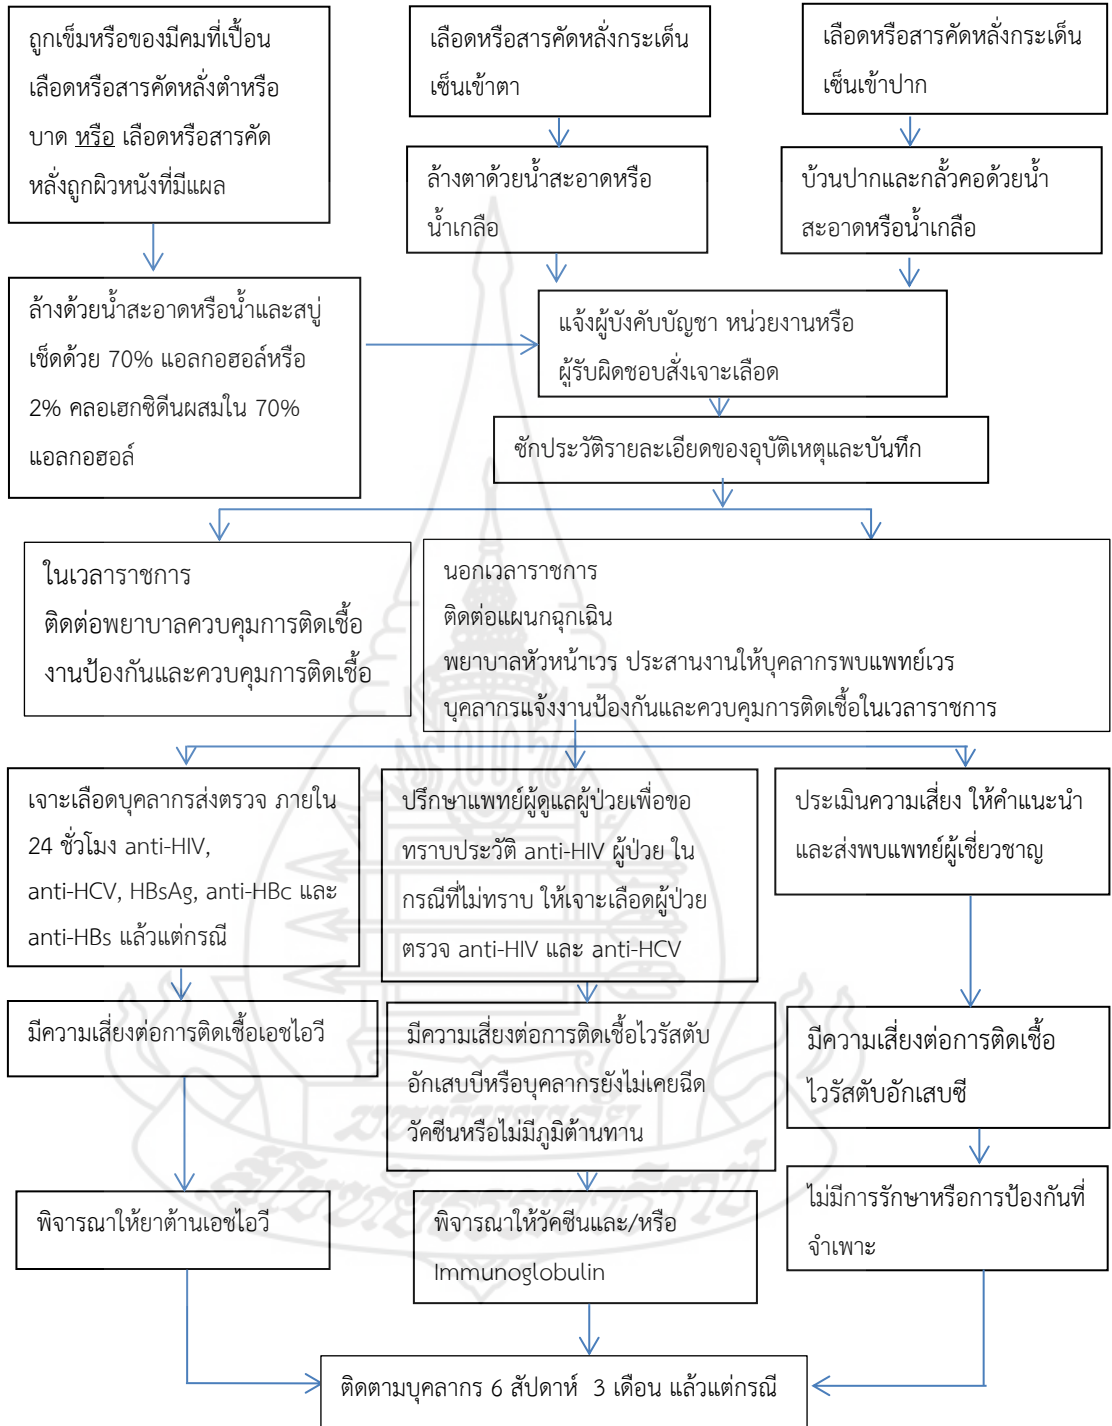 ถูกเข็มหรือของมีคมที่เปื้อน
เลือดหรือสารคัดหลั่งตำหรือ
บาด หรือ เลือดหรือสารคัด
หลั่งถูกผิวหนังที่มีแผล
เลือดหรือสารคัดหลั่งกระเด็น
เซ็นเข้าตา
เลือดหรือสารคัดหลั่งกระเด็น
เซ็นเข้าปาก
ล้างตาด้วยน้ำสะอาดหรือ
น้ำเกลือ
บ้วนปากและกลั้วคอด้วยน้ำ
สะอาดหรือน้ำเกลือ
ล้างด้วยน้ำสะอาดหรือน้ำและสบู่
เช็ดด้วย 70% แอลกอฮอล์หรือ
2% คลอเฮกซิดีนผสมใน 70%
แอลกอฮอล์
แจ้งผู้บังคับบัญชา หน่วยงานหรือ
ผู้รับผิดชอบสั่งเจาะเลือด
ซักประวัติรายละเอียดของอุบัติเหตุและบันทึก
ในเวลาราชการ
ติดต่อพยาบาลควบคุมการติดเชื้อ
งานป้องกันและควบคุมการติดเชื้อ
นอกเวลาราชการ
ติดต่อแผนกฉุกเฉิน
พยาบาลหัวหน้าเวร ประสานงานให้บุคลากรพบแพทย์เวร
บุคลากรแจ้งงานป้องกันและควบคุมการติดเชื้อในเวลาราชการ
เจาะเลือดบุคลากรส่งตรวจ ภายใน
24 ชั่วโมง anti-HIV,
anti-HCV, HBsAg, anti-HBc และ
anti-HBs แล้วแต่กรณี
ปรึกษาแพทย์ผู้ดูแลผู้ป่วยเพื่อขอ
ทราบประวัติ anti-HIV ผู้ป่วย ใน
กรณีที่ไม่ทราบ ให้เจาะเลือดผู้ป่วย
ตรวจ anti-HIV และ anti-HCV
ประเมินความเสี่ยง ให้คำแนะนำ
และส่งพบแพทย์ผู้เชี่ยวชาญ
มีความเสี่ยงต่อการติดเชื้อเอชไอวี
มีความเสี่ยงต่อการติดเชื้อไวรัสตับ
อักเสบบีหรือบุคลากรยังไม่เคยฉีด
วัคซีนหรือไม่มีภูมิต้านทาน
มีความเสี่ยงต่อการติดเชื้อ
ไวรัสตับอักเสบซี
พิจารณาให้ยาต้านเอชไอวี
พิจารณาให้วัคซีนและ/หรือ
Immunoglobulin
ไม่มีการรักษาหรือการป้องกันที่
จำเพาะ
ติดตามบุคลากร 6 สัปดาห์ 3 เดือน แล้วแต่กรณี